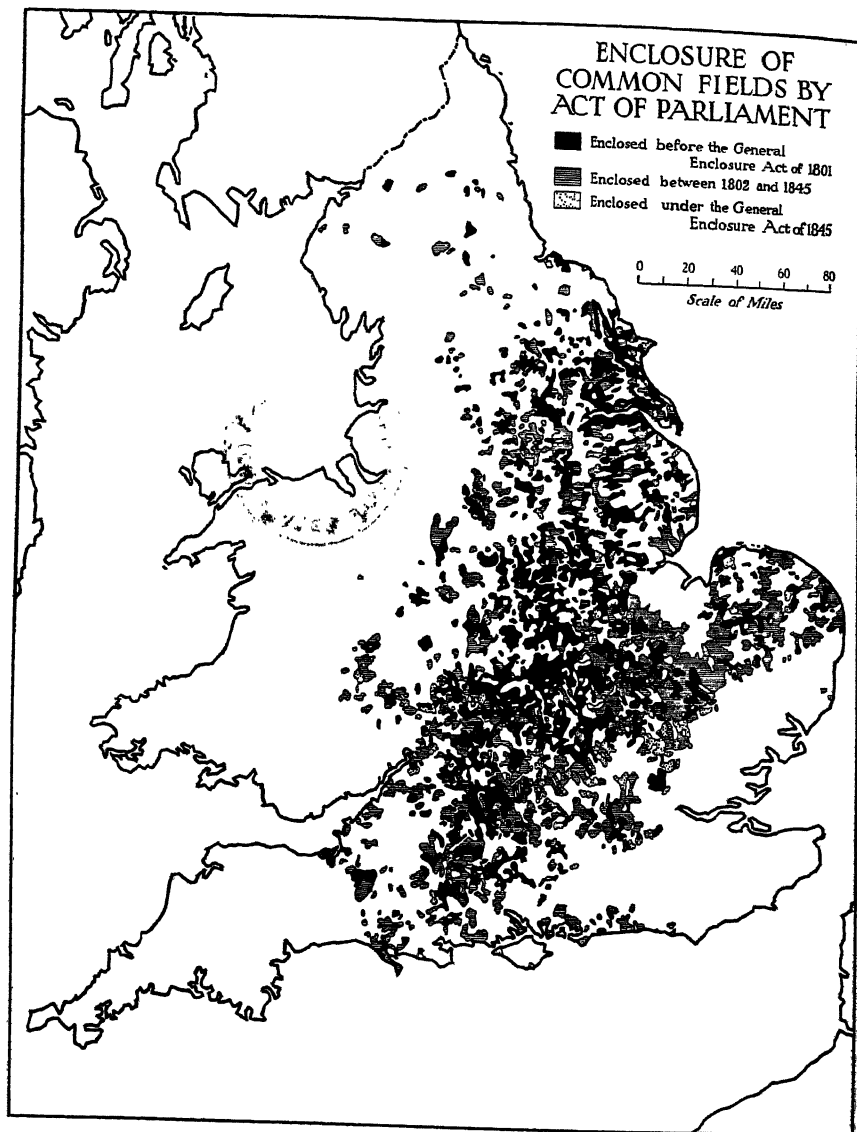 ENCLOSURE OF
COMMON FIELDS BY
ACT OF PARLIAMENT
Enclosed before the General
Enclosure Act of 1801
Enclosed between 1802 and 1845
Enclosed under the General
Enclosure Act of 1845
0 20 40 60 80
Scale of Miles